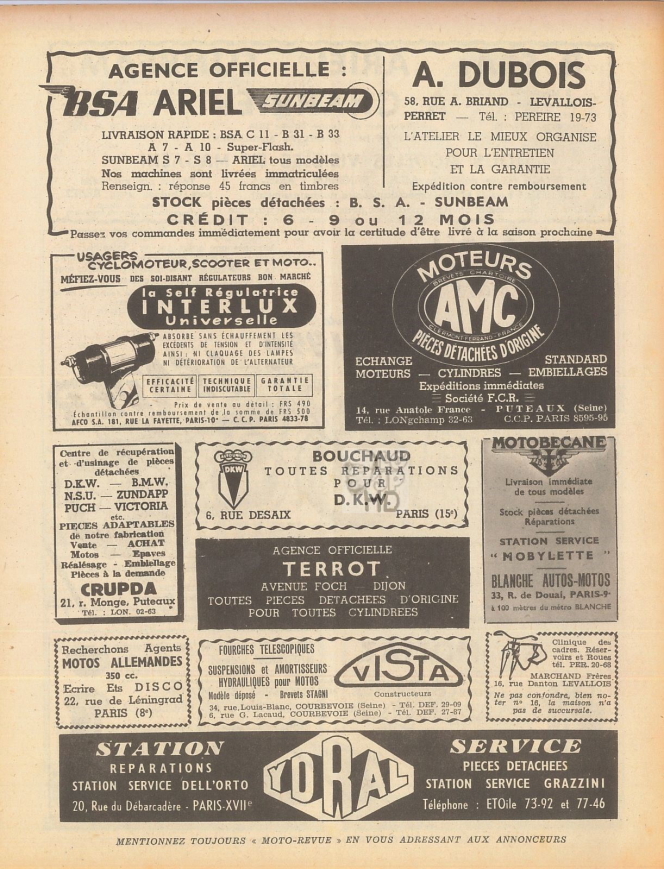 AGENCE OFFICIELLE :
BSA ARIEL SUNBEAM
LIVRAISON RAPIDE : BSA C 11 - B 31 - B 33
A 7 - A 10 - Super-Flash.
SUNBEAM S 7 - S 8 — ARIEL tous modèles
Nos machines sont livrées immatriculées
Renseign. : réponse 45 francs en timbres
A. DUBOIS
58, RUE A. BRIAND - LEVALLOIS-
PERRET — Tél. : PEREIRE 19-73
L'ATELIER LE MIEUX ORGANISE
POUR L'ENTRETIEN
ET LA GARANTIE
Expédition contre remboursement
STOCK pièces détachées : B. S. A. - SUNBEAM
CRÉDIT : 6 - 9 ou 12 MOIS
Passez vos commandes immédiatement pour avoir la certitude d'être livré à la saison prochaine
USAGERS
CYCLOMOTEUR, SCOOTER ET MOTO..
MÉFIEZ-VOUS DES SOI-DISANT RÉGULATEURS BON MARCHÉ
la Self Régulatrice
INTERLUX
Universelle
ABSORBE SANS ÉCHAUFFEMENT LES
EXCÉDENTS DE TENSION ET D'INTENSITÉ
AINSI : NI CLAQUAGE DES LAMPES
NI DÉTÉRIORATION DE L'ALTERNATEUR
EFFICACITÉ CERTAINE
TECHNIQUE INDISCUTABLE
GARANTIE TOTALE
Prix de vente au détail : FRS 490
Échantillon contre remboursement de la somme de FRS 500
AFCO S.A. 181, RUE LA FAYETTE, PARIS-10e — C.C.P. PARIS 4833-78
MOTEURS
BREVETS CHARTOIRE
AMC
CLERMONT FERRAND - FRANCE
PIÈCES DETACHÉES D'ORIGINE
ECHANGE STANDARD
MOTEURS — CYLINDRES — EMBIELLAGES
Expéditions immédiates
Société F.C.R.
14, rue Anatole France - PUTEAUX (Seine)
Tél. : LONgchamp 32-63 C.C.P. PARIS 8595-95
Centre de récupération
et d'usinage de pièces
détachées
D.K.W. — B.M.W.
N.S.U. — ZUNDAPP
PUCH — VICTORIA
etc.
PIECES ADAPTABLES
de notre fabrication
Vente — ACHAT
Motos — Epaves
Réalésage - Embiellage
Pièces à la demande
CRUPDA
21, r. Monge, Puteaux
Tél. : LON. 02-63
DKW
BOUCHAUD
TOUTES REPARATIONS
POUR
D.K.W.
6, RUE DESAIX PARIS (15e)
AGENCE OFFICIELLE
TERROT
AVENUE FOCH — DIJON
TOUTES PIECES DETACHEES D'ORIGINE
POUR TOUTES CYLINDREES
MOTOBECANE
Livraison immédiate
de tous modèles
Stock pièces détachées
Réparations
STATION SERVICE
" MOBYLETTE "
BLANCHE AUTOS-MOTOS
33, R. de Douai, PARIS-9e
à 100 mètres du métro BLANCHE
Recherchons Agents
MOTOS ALLEMANDES
350 cc.
Ecrire Ets DISCO
22, rue de Léningrad
PARIS (8e)
FOURCHES TELESCOPIQUES
SUSPENSIONS et AMORTISSEURS
HYDRAULIQUES pour MOTOS
Modèle déposé - Brevets STAONI
VISTA
Constructeurs
34, rue Louis-Blanc, COURBEVOIE (Seine) - Tél. DEF. 29-09
6, rue G. Lacaud, COURBEVOIE (Seine) - Tél. DEF. 27-87
Clinique des
cadres. Réser-
voirs et Roues
tél. PER. 20-68
MARCHAND Frères
16, rue Danton LEVALLOIS
Ne pas confondre, bien no-
ter n° 16, la maison n'a
pas de succursale.
STATION
REPARATIONS
STATION SERVICE DELL'ORTO
20, Rue du Débarcadère - PARIS-XVIIe
YDRAL
SERVICE
PIECES DETACHEES
STATION SERVICE GRAZZINI
Téléphone : ETOile 73-92 et 77-46
MENTIONNEZ TOUJOURS « MOTO-REVUE » EN VOUS ADRESSANT AUX ANNONCEURS